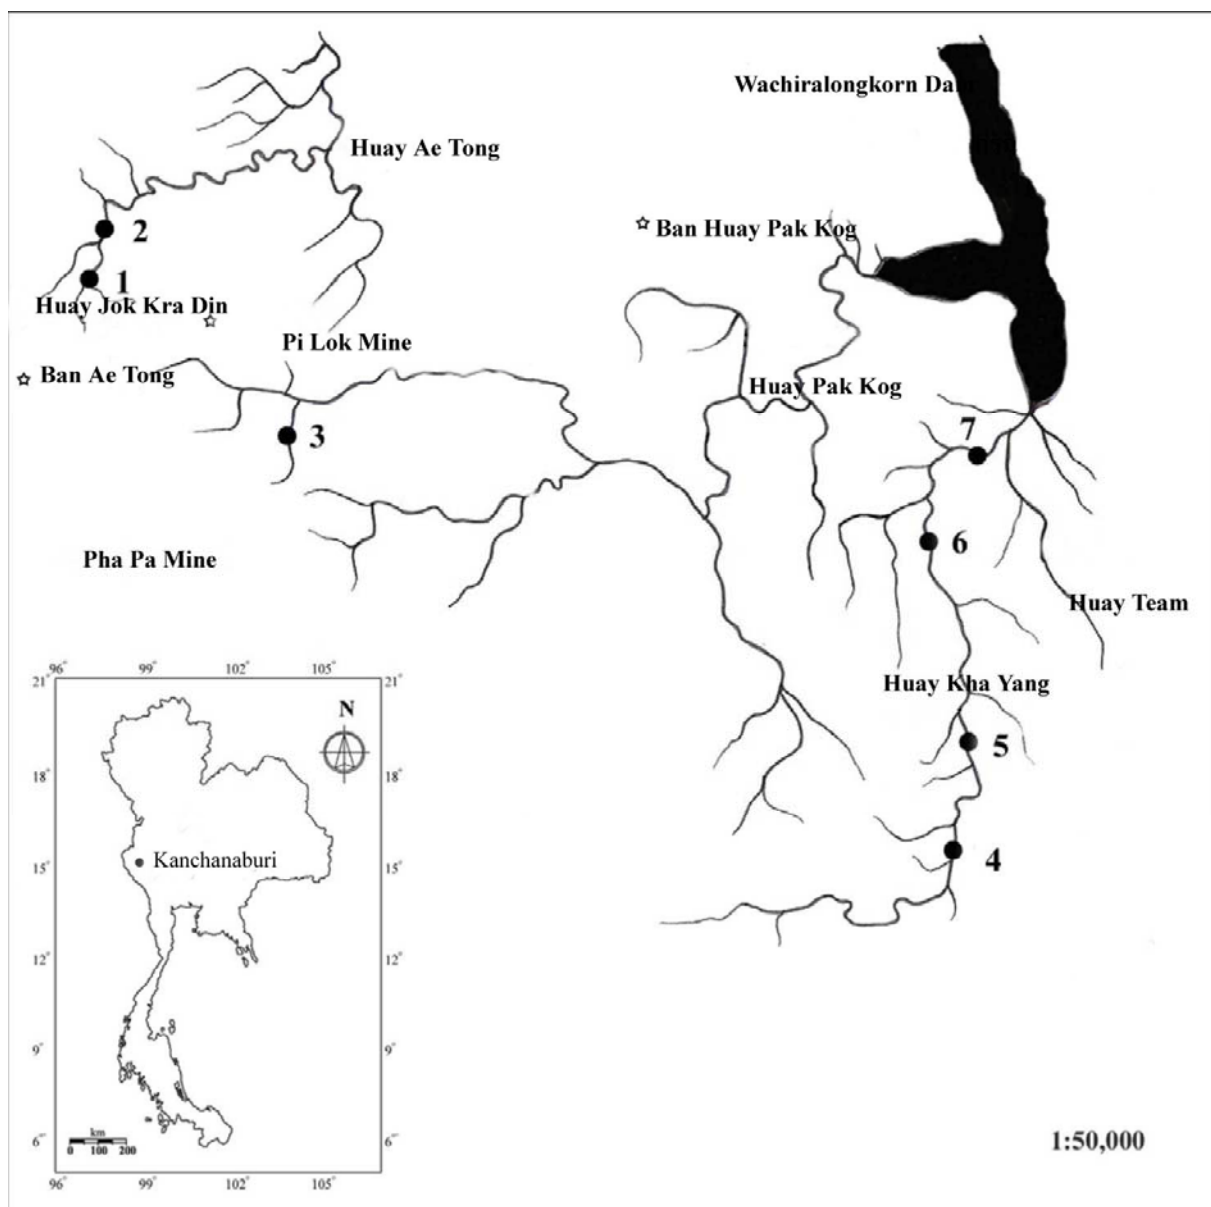 Wachiralongkorn Dam
Huay Ae Tong
2
Ban Huay Pak Kog
1
Huay Jok Kra Din
Pi Lok Mine
Ban Ae Tong
Huay Pak Kog
3
7
6
Pha Pa Mine
Huay Team
Huay Kha Yang
5
4
96° 99° 102° 105°
21° 21°
N
18° 18°
Kanchanaburi
15° 15°
12° 12°
9° 9°
km
0 100 200
6° 6°
96° 99° 102° 105°
1:50,000